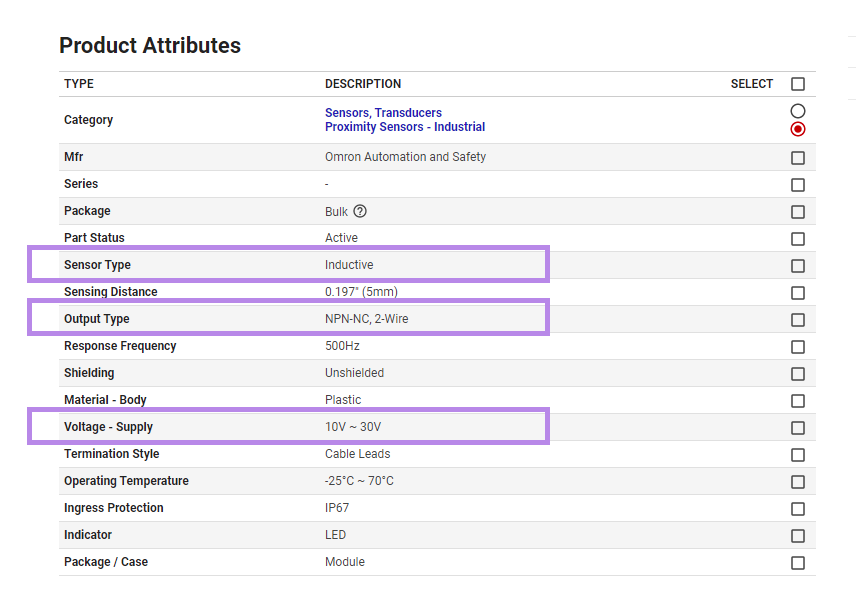 Product Attributes
TYPE DESCRIPTION SELECT
Category Sensors, Transducers
Proximity Sensors - Industrial
Mfr Omron Automation and Safety
Series -
Package Bulk ?
Part Status Active
Sensor Type Inductive
Sensing Distance 0.197" (5mm)
Output Type NPN-NC, 2-Wire
Response Frequency 500Hz
Shielding Unshielded
Material - Body Plastic
Voltage - Supply 10V ~ 30V
Termination Style Cable Leads
Operating Temperature -25°C ~ 70°C
Ingress Protection IP67
Indicator LED
Package / Case Module